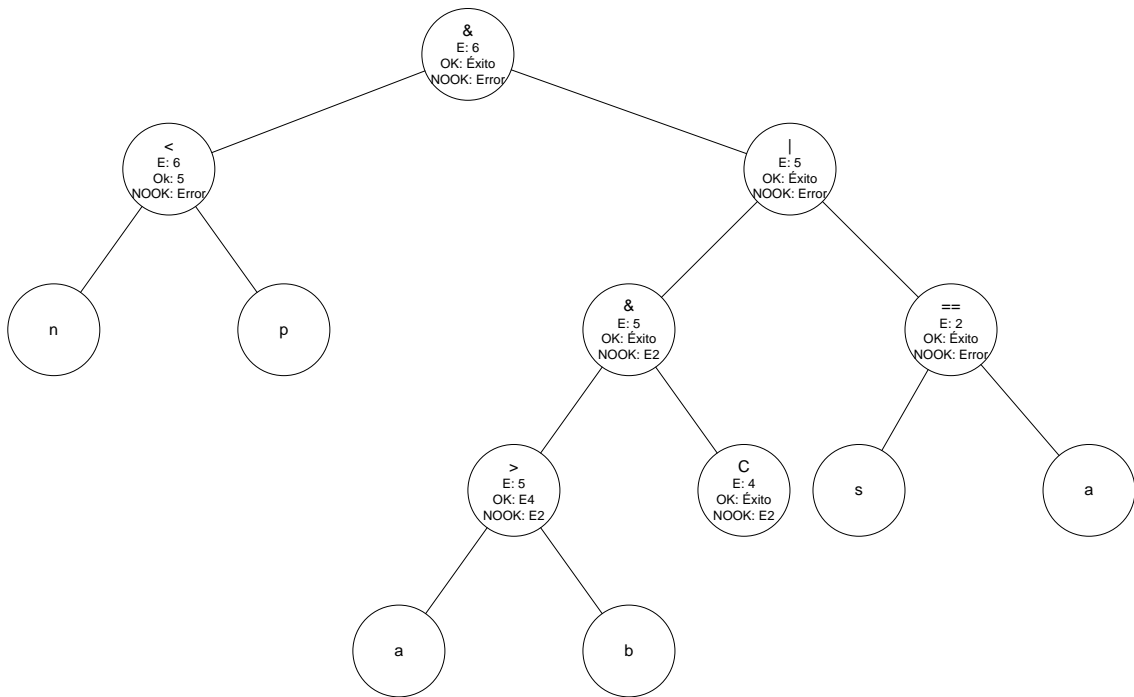 &
E: 6
OK: Éxito
NOOK: Error
<
E: 6
Ok: 5
NOOK: Error
|
E: 5
OK: Éxito
NOOK: Error
n
p
&
E: 5
OK: Éxito
NOOK: E2
==
E: 2
OK: Éxito
NOOK: Error
>
E: 5
OK: E4
NOOK: E2
C
E: 4
OK: Éxito
NOOK: E2
s
a
a
b